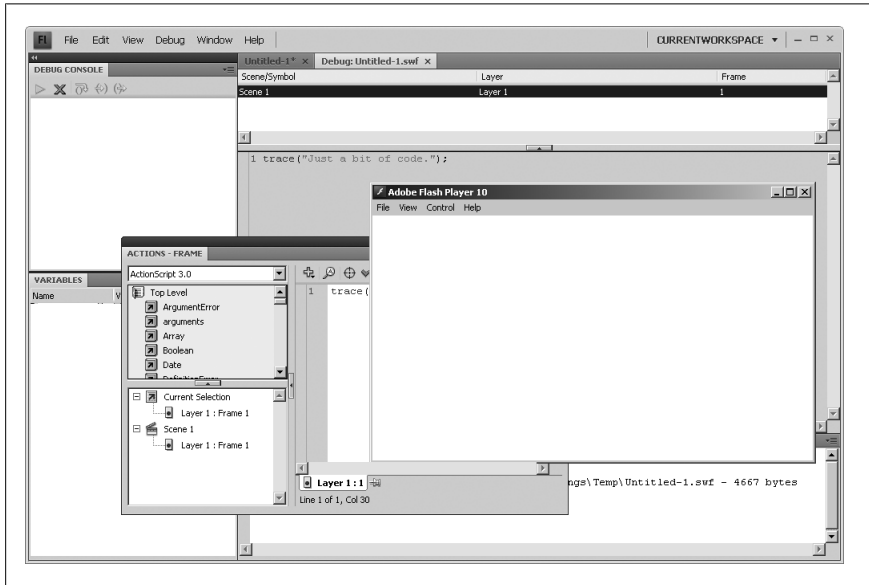 Fl File Edit View Debug Window Help CURRENTWORKSPACE
DEBUG CONSOLE
Untitled-1* × Debug: Untitled-1.swf ×
Scene/Symbol Layer Frame
Scene 1 Layer 1 1
1 trace("Just a bit of code.");
Adobe Flash Player 10
File View Control Help
ACTIONS - FRAME
ActionScript 3.0
Top Level
ArgumentError
arguments
Array
Boolean
Date
1 trace(
Current Selection
Layer 1 : Frame 1
Scene 1
Layer 1 : Frame 1
Layer 1 : 1
Line 1 of 1, Col 30
VARIABLES
Name V
ngs\Temp\Untitled-1.swf - 4667 bytes